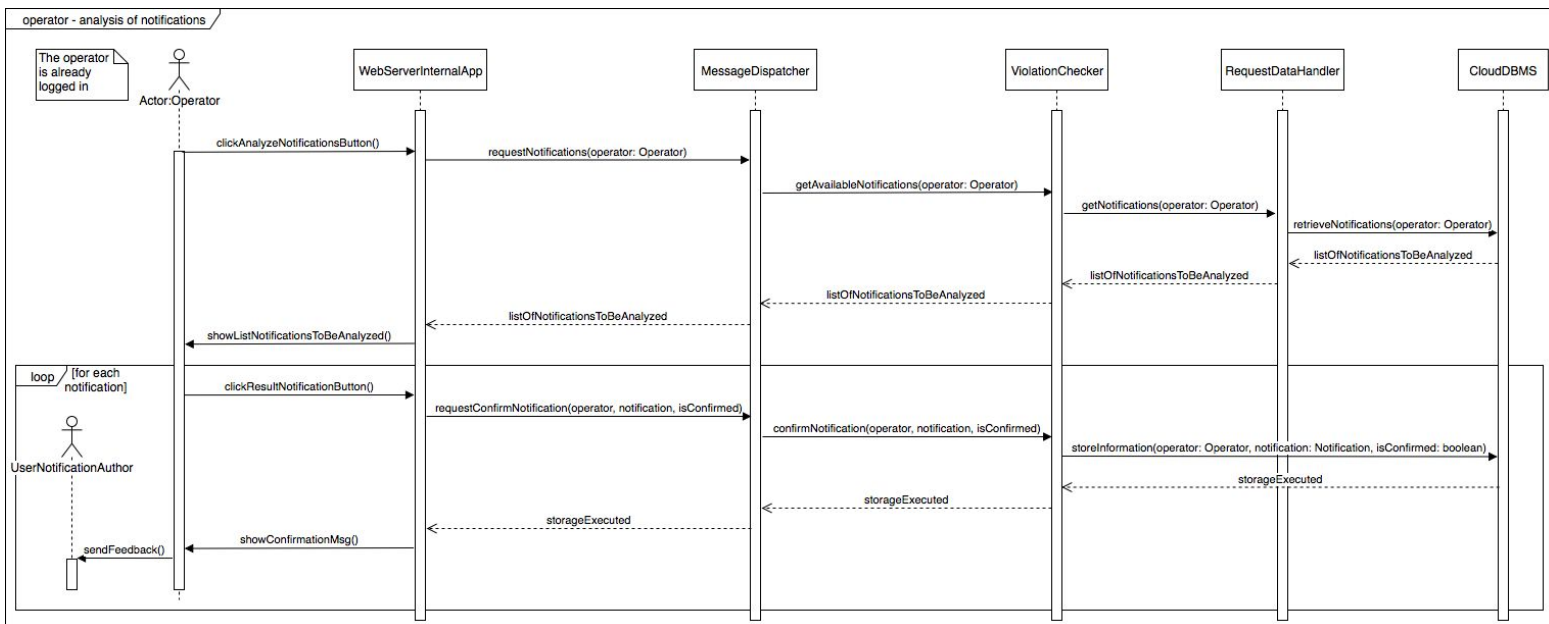 operator - analysis of notifications
The operator
is already
logged in
Actor:Operator
WebServerInternalApp
MessageDispatcher
ViolationChecker
RequestDataHandler
CloudDBMS
clickAnalyzeNotificationsButton()
requestNotifications(operator: Operator)
getAvailableNotifications(operator: Operator)
getNotifications(operator: Operator)
retrieveNotifications(operator: Operator)
listOfNotificationsToBeAnalyzed
listOfNotificationsToBeAnalyzed
listOfNotificationsToBeAnalyzed
listOfNotificationsToBeAnalyzed
showListNotificationsToBeAnalyzed()
loop
[for each
notification]
clickResultNotificationButton()
requestConfirmNotification(operator, notification, isConfirmed)
confirmNotification(operator, notification, isConfirmed)
storeInformation(operator: Operator, notification: Notification, isConfirmed: boolean)
UserNotificationAuthor
storageExecuted
storageExecuted
storageExecuted
showConfirmationMsg()
sendFeedback()